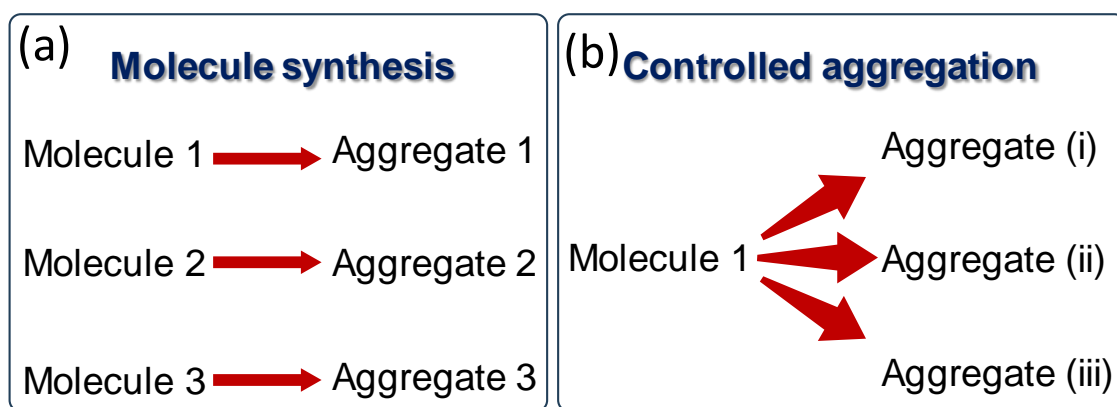 (a)
Molecule synthesis
Molecule 1
Aggregate 1
Molecule 2
Aggregate 2
Molecule 3
Aggregate 3
(b)
Controlled aggregation
Aggregate (i)
Molecule 1
Aggregate (ii)
Aggregate (iii)